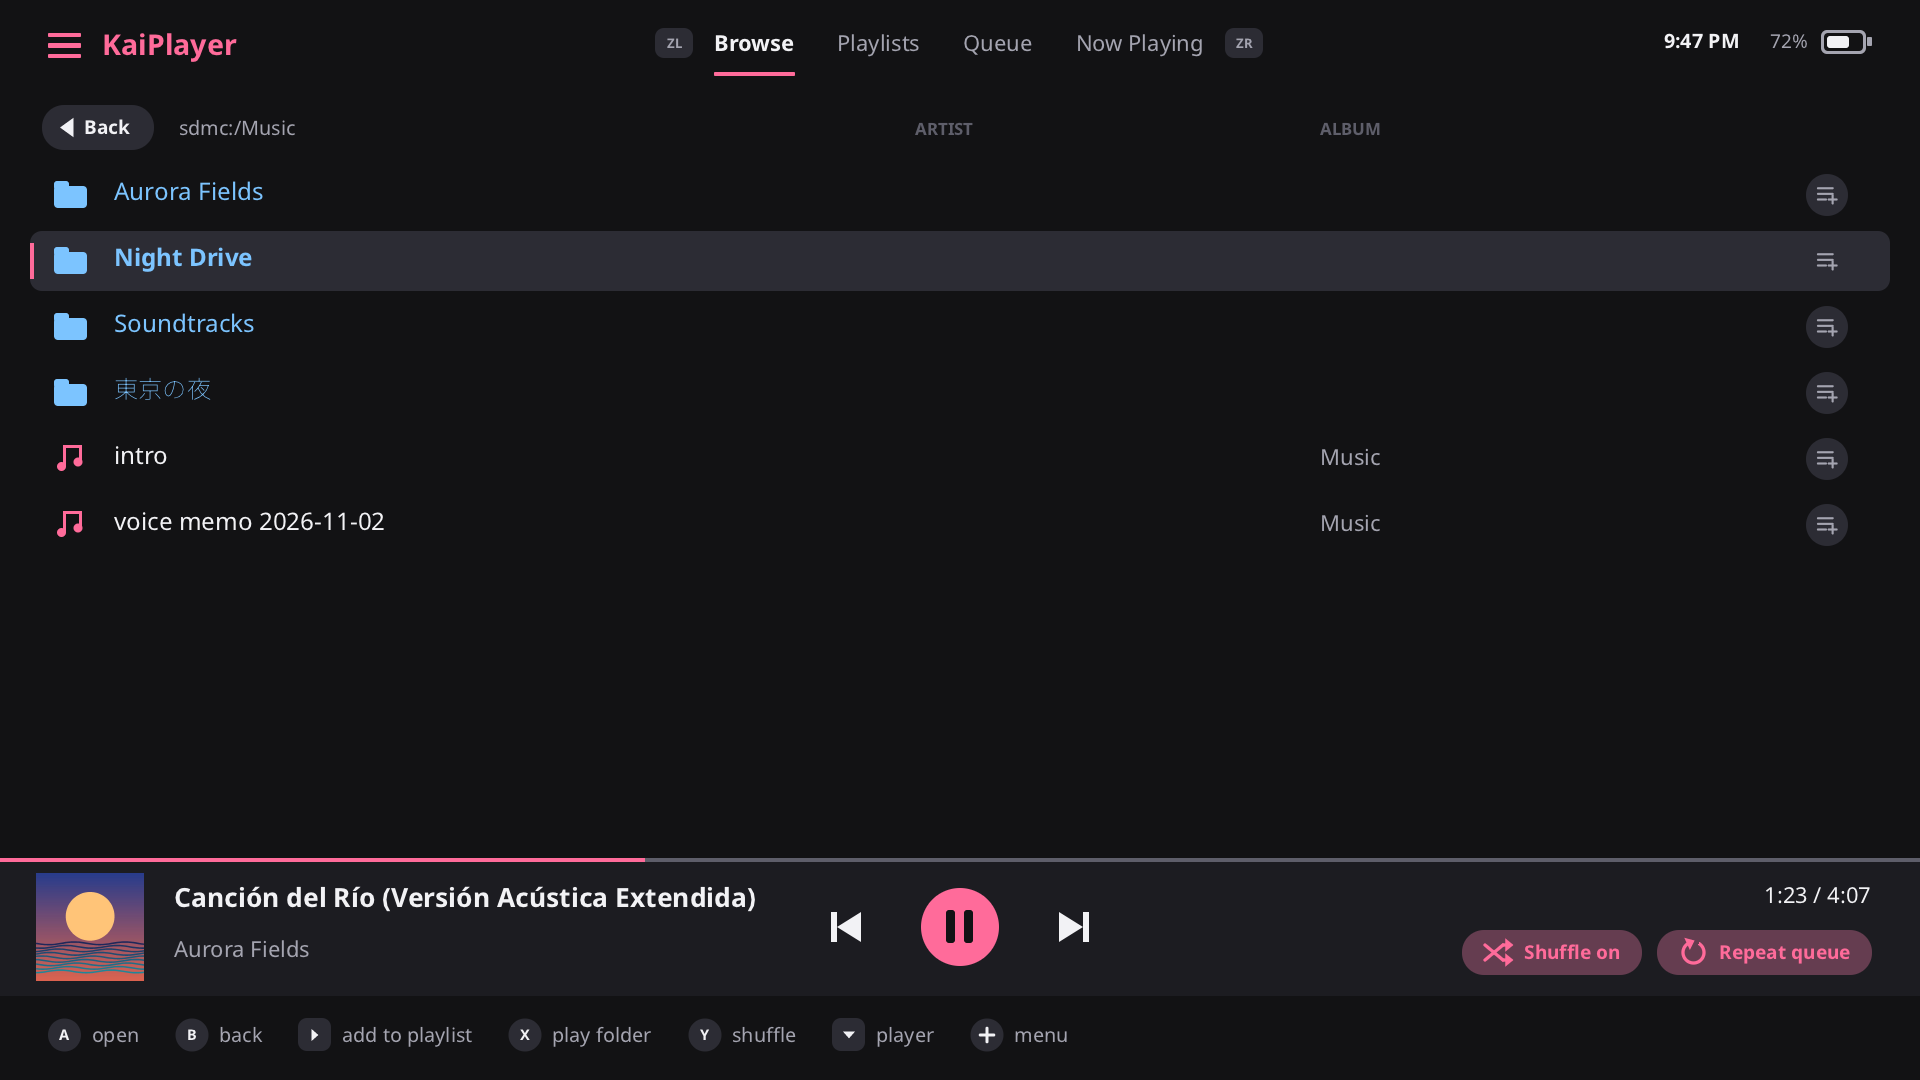 KaiPlayer
ZL Browse Playlists Queue Now Playing ZR
9:47 PM 72%
Back sdmc:/Music ARTIST ALBUM
Aurora Fields
Night Drive
Soundtracks
東京の夜
intro Music
voice memo 2026-11-02 Music
Canción del Río (Versión Acústica Extendida)
Aurora Fields
1:23 / 4:07
Shuffle on Repeat queue
A open B back add to playlist X play folder Y shuffle player menu